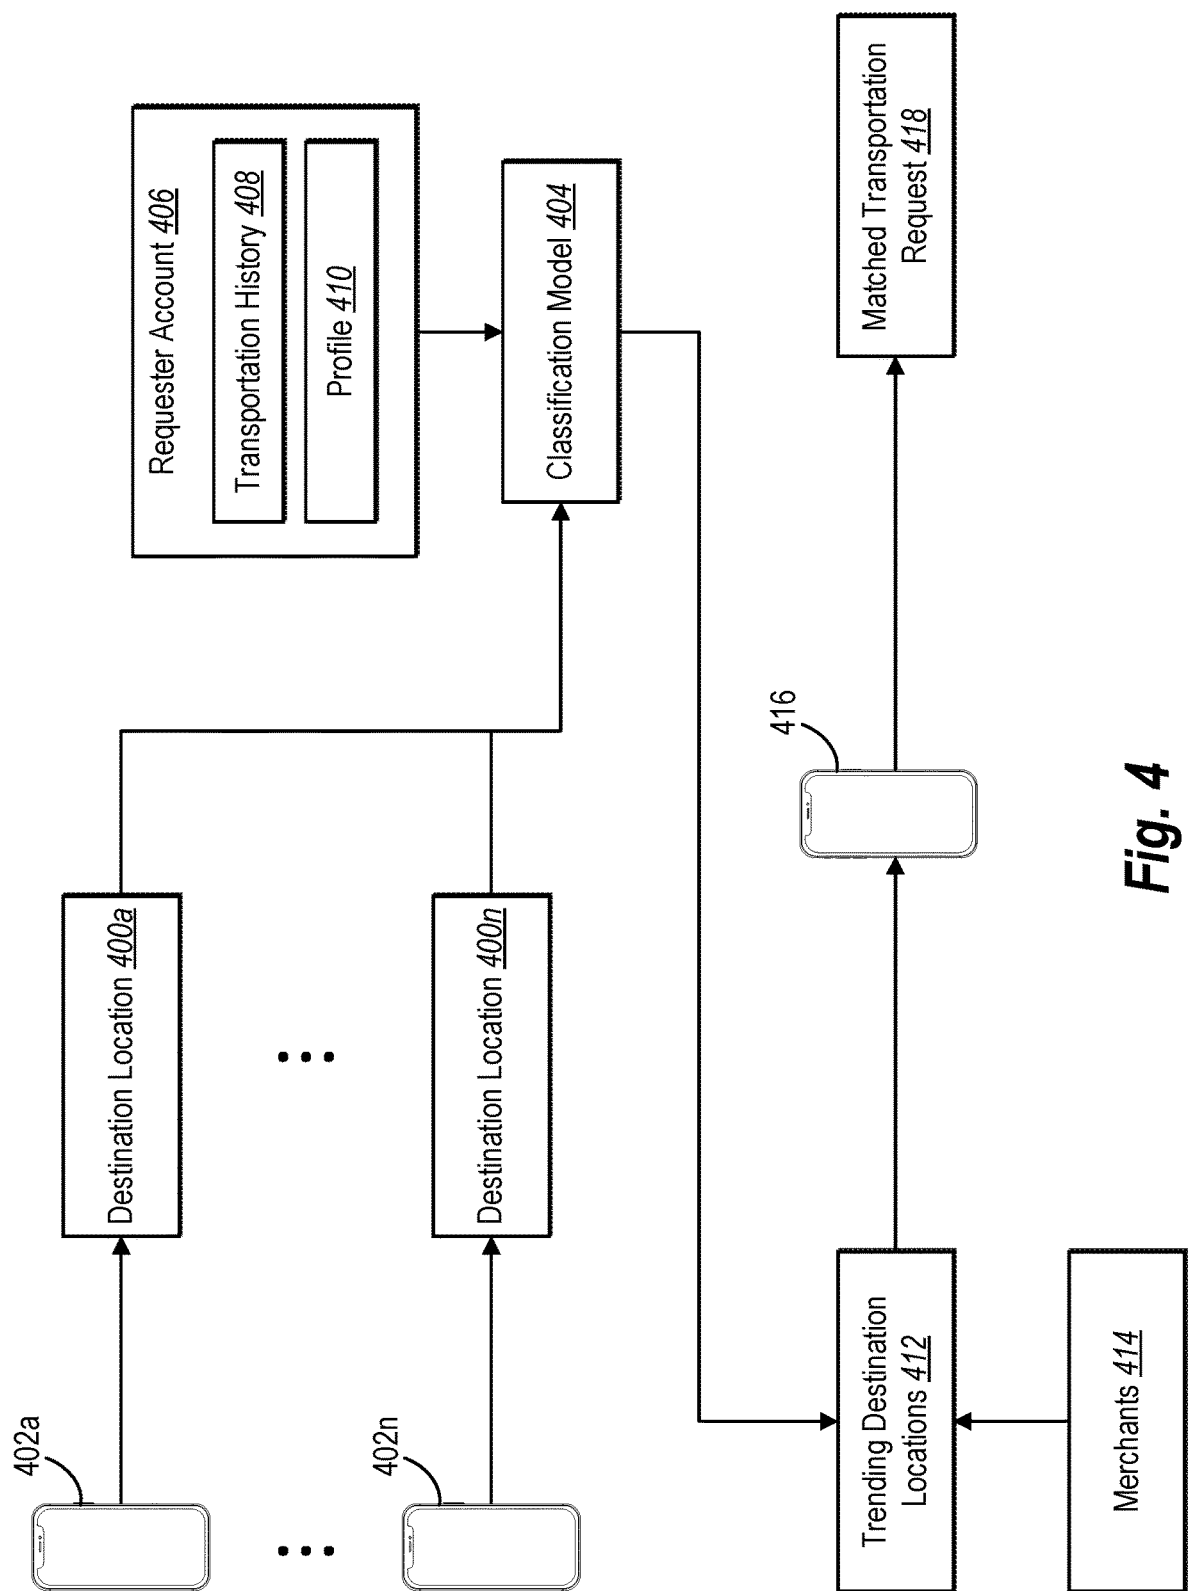 402a
Destination Location 400a
Requester Account 406
Transportation History 408
Profile 410
402n
Destination Location 400n
Classification Model 404
Trending Destination
Locations 412
416
Matched Transportation
Request 418
Merchants 414
Fig. 4